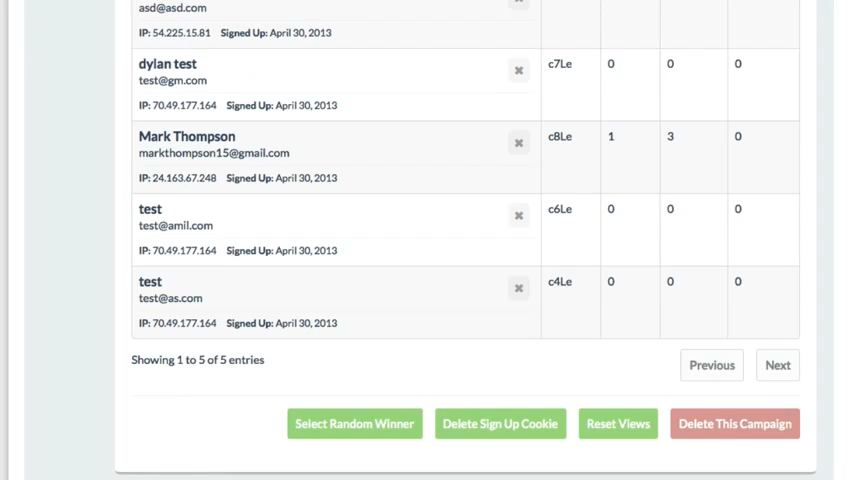 asd@asd.com
IP: 54.225.15.81 Signed Up: April 30, 2013
dylan test c7Le 0 0 0
test@gm.com
IP: 70.49.177.164 Signed Up: April 30, 2013
Mark Thompson c8Le 1 3 0
markthompson15@gmail.com
IP: 24.163.67.248 Signed Up: April 30, 2013
test c6Le 0 0 0
test@amil.com
IP: 70.49.177.164 Signed Up: April 30, 2013
test c4Le 0 0 0
test@as.com
IP: 70.49.177.164 Signed Up: April 30, 2013
Showing 1 to 5 of 5 entries
Previous Next
Select Random Winner Delete Sign Up Cookie Reset Views Delete This Campaign